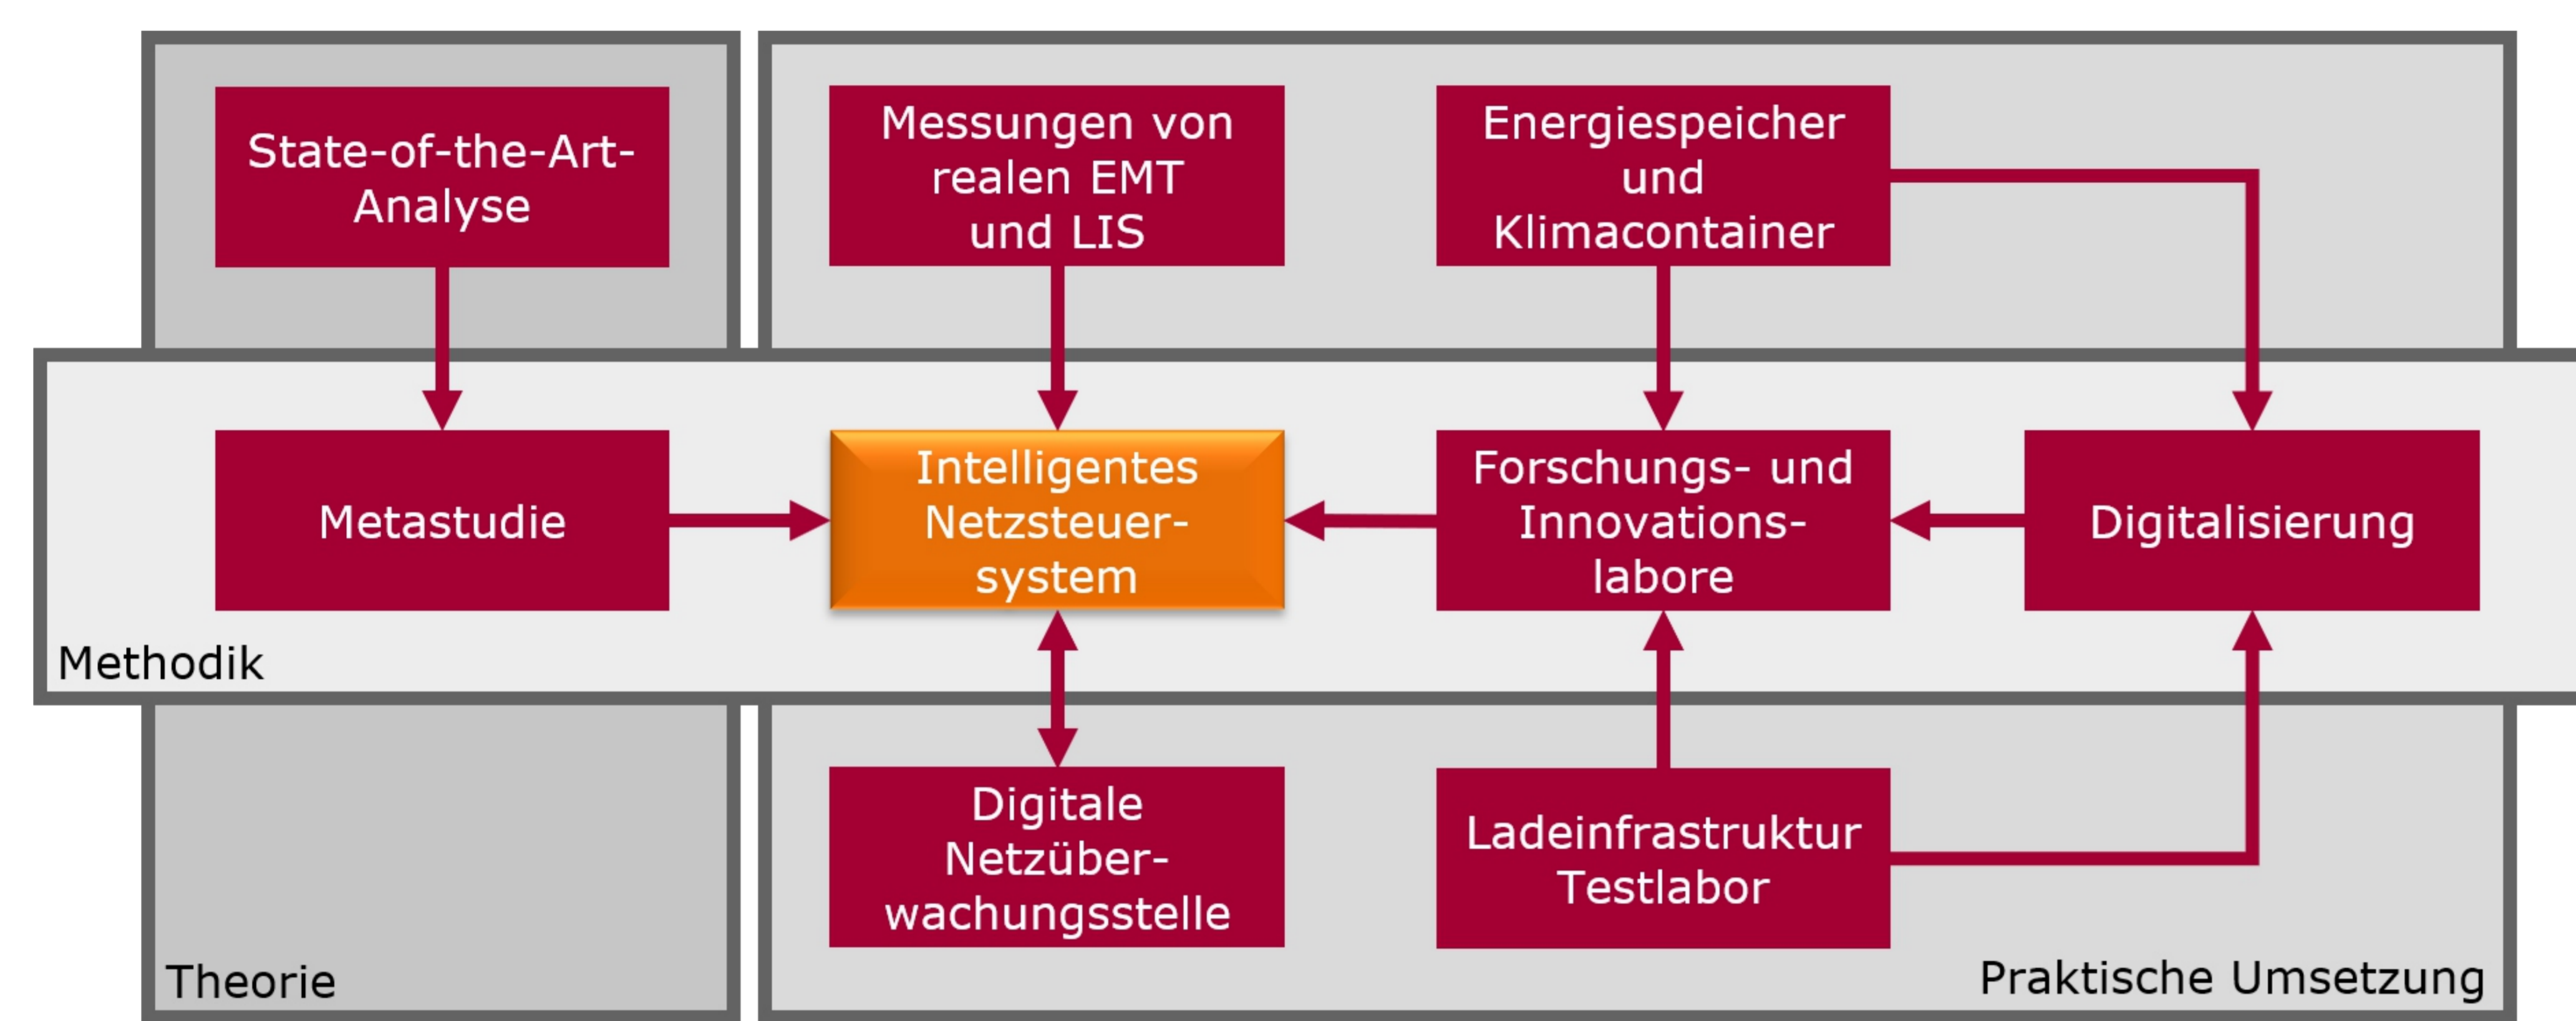 State-of-the-Art-
Analyse
Messungen von
realen EMT
und LIS
Energiespeicher
und
Klimacontainer
Metastudie
Intelligentes
Netzsteuer-
system
Forschungs- und
Innovations-
labore
Digitalisierung
Methodik
Digitale
Netzüber-
wachungsstelle
Ladeinfrastruktur
Testlabor
Theorie
Praktische Umsetzung